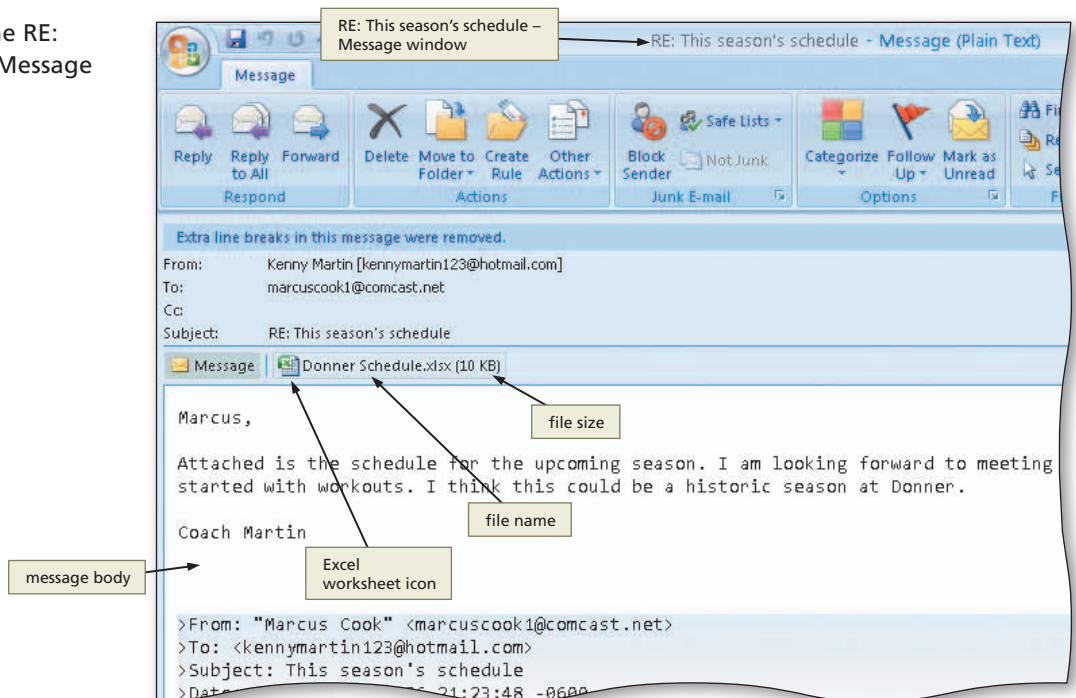 e RE:
Message
RE: This season's schedule –
Message window
RE: This season's schedule - Message (Plain Text)
Message
Reply
Reply to All
Forward
Respond
Delete
Move to Folder
Create Rule
Other Actions
Actions
Block Sender
Safe Lists
Not Junk
Junk E-mail
Categorize
Follow Up
Mark as Unread
Options
Extra line breaks in this message were removed.
From: Kenny Martin [kennymartin123@hotmail.com]
To: marcuscook1@comcast.net
Cc:
Subject: RE: This season's schedule
Message
Donner Schedule.xlsx (10 KB)
file size
Marcus,
Attached is the schedule for the upcoming season. I am looking forward to meeting
started with workouts. I think this could be a historic season at Donner.
file name
Coach Martin
Excel
worksheet icon
message body
>From: "Marcus Cook" <marcuscook1@comcast.net>
>To: <kennymartin123@hotmail.com>
>Subject: This season's schedule
21:23:48 -0600